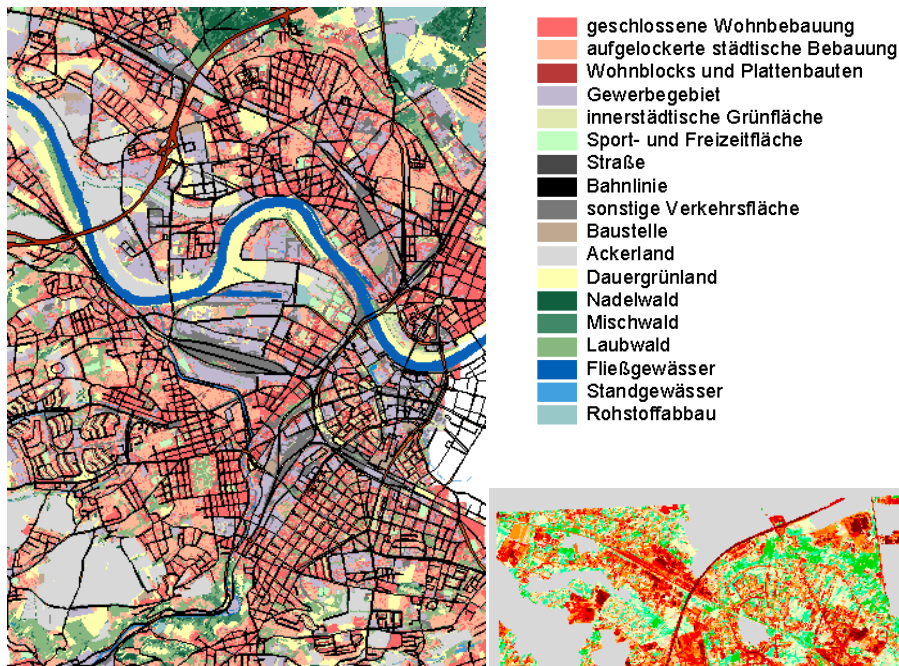 geschlossene Wohnbebauung
aufgelockerte städtische Bebauung
Wohnblocks und Plattenbauten
Gewerbegebiet
innerstädtische Grünfläche
Sport- und Freizeitfläche
Straße
Bahnlinie
sonstige Verkehrsfläche
Baustelle
Ackerland
Dauergrünland
Nadelwald
Mischwald
Laubwald
Fließgewässer
Standgewässer
Rohstoffabbau